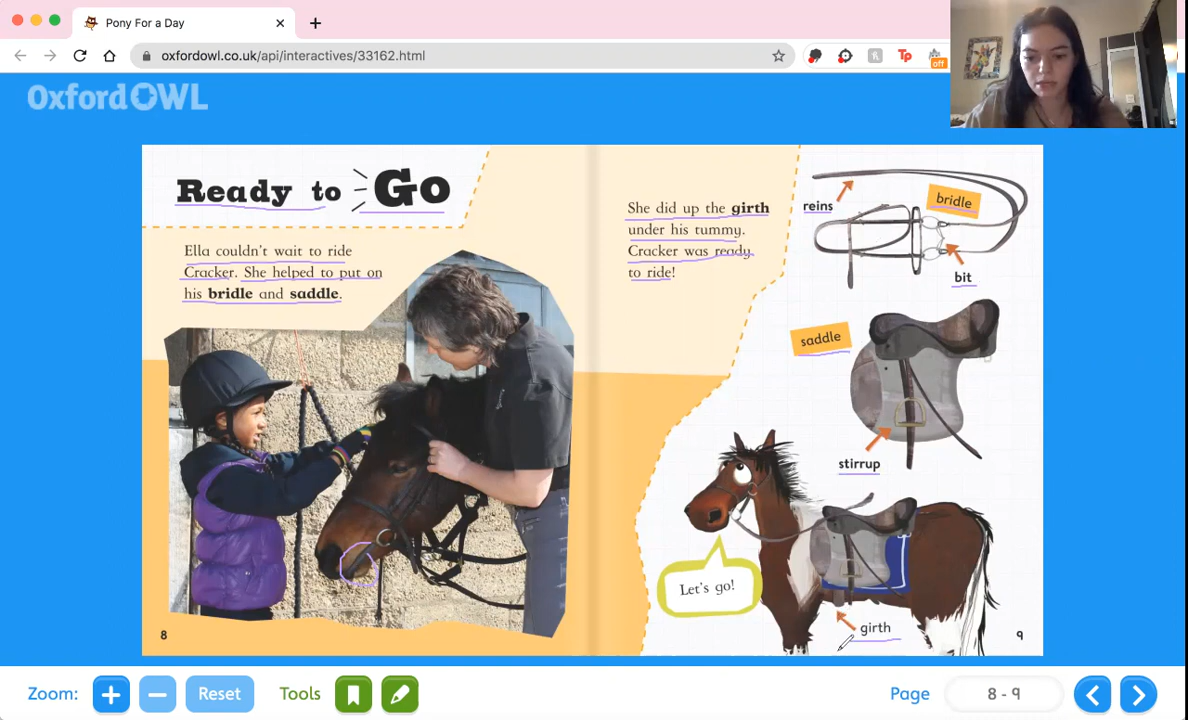 Pony For a Day
oxfordowl.co.uk/api/interactives/33162.html
Tp
off
Oxford OWL
Ready to Go
Ella couldn't wait to ride
Cracker. She helped to put on
his bridle and saddle.
8
She did up the girth
under his tummy.
Cracker was ready
to ride!
reins
bridle
bit
saddle
stirrup
Let's go!
girth
9
Zoom:
Reset
Tools
Page
8 - 9